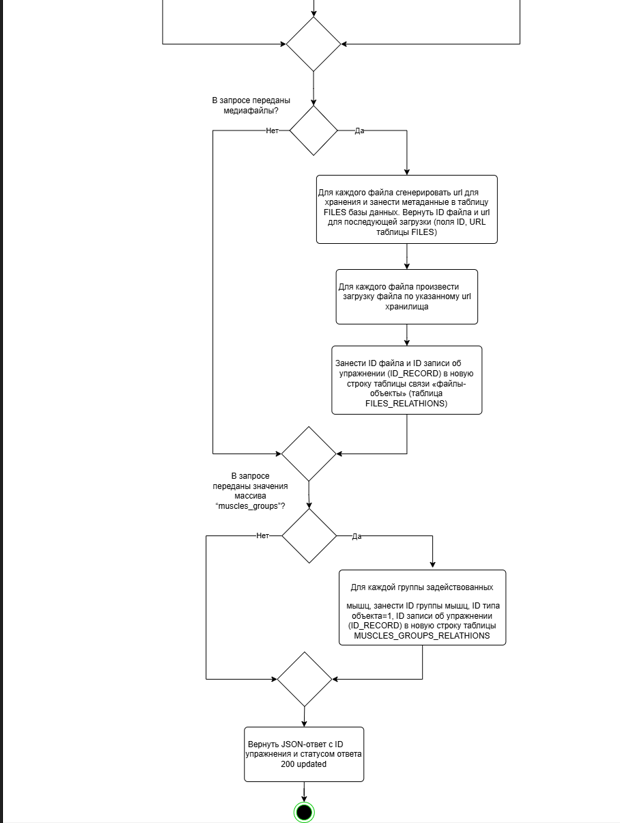 В запросе переданы
медиафайлы?
Нет
Да
Для каждого файла сгенерировать url для
хранения и занести метаданные в таблицу
FILES базы данных. Вернуть ID файла и url
для последующей загрузки (поля ID, URL
таблицы FILES)
Для каждого файла произвести
загрузку файла по указанному url
хранилища
Занести ID файла и ID записи об
упражнении (ID_RECORD) в новую
строку таблицы связи «файлы-
объекты» (таблица
FILES_RELATHIONS)
В запросе
переданы значения
массива
"muscles_groups"?
Нет
Да
Для каждой группы задействованных
мышц, занести ID группы мышц, ID типа
объекта=1, ID записи об упражнении
(ID_RECORD) в новую строку таблицы
MUSCLES_GROUPS_RELATHIONS
Вернуть JSON-ответ с ID
упражнения и статусом ответа
200 updated